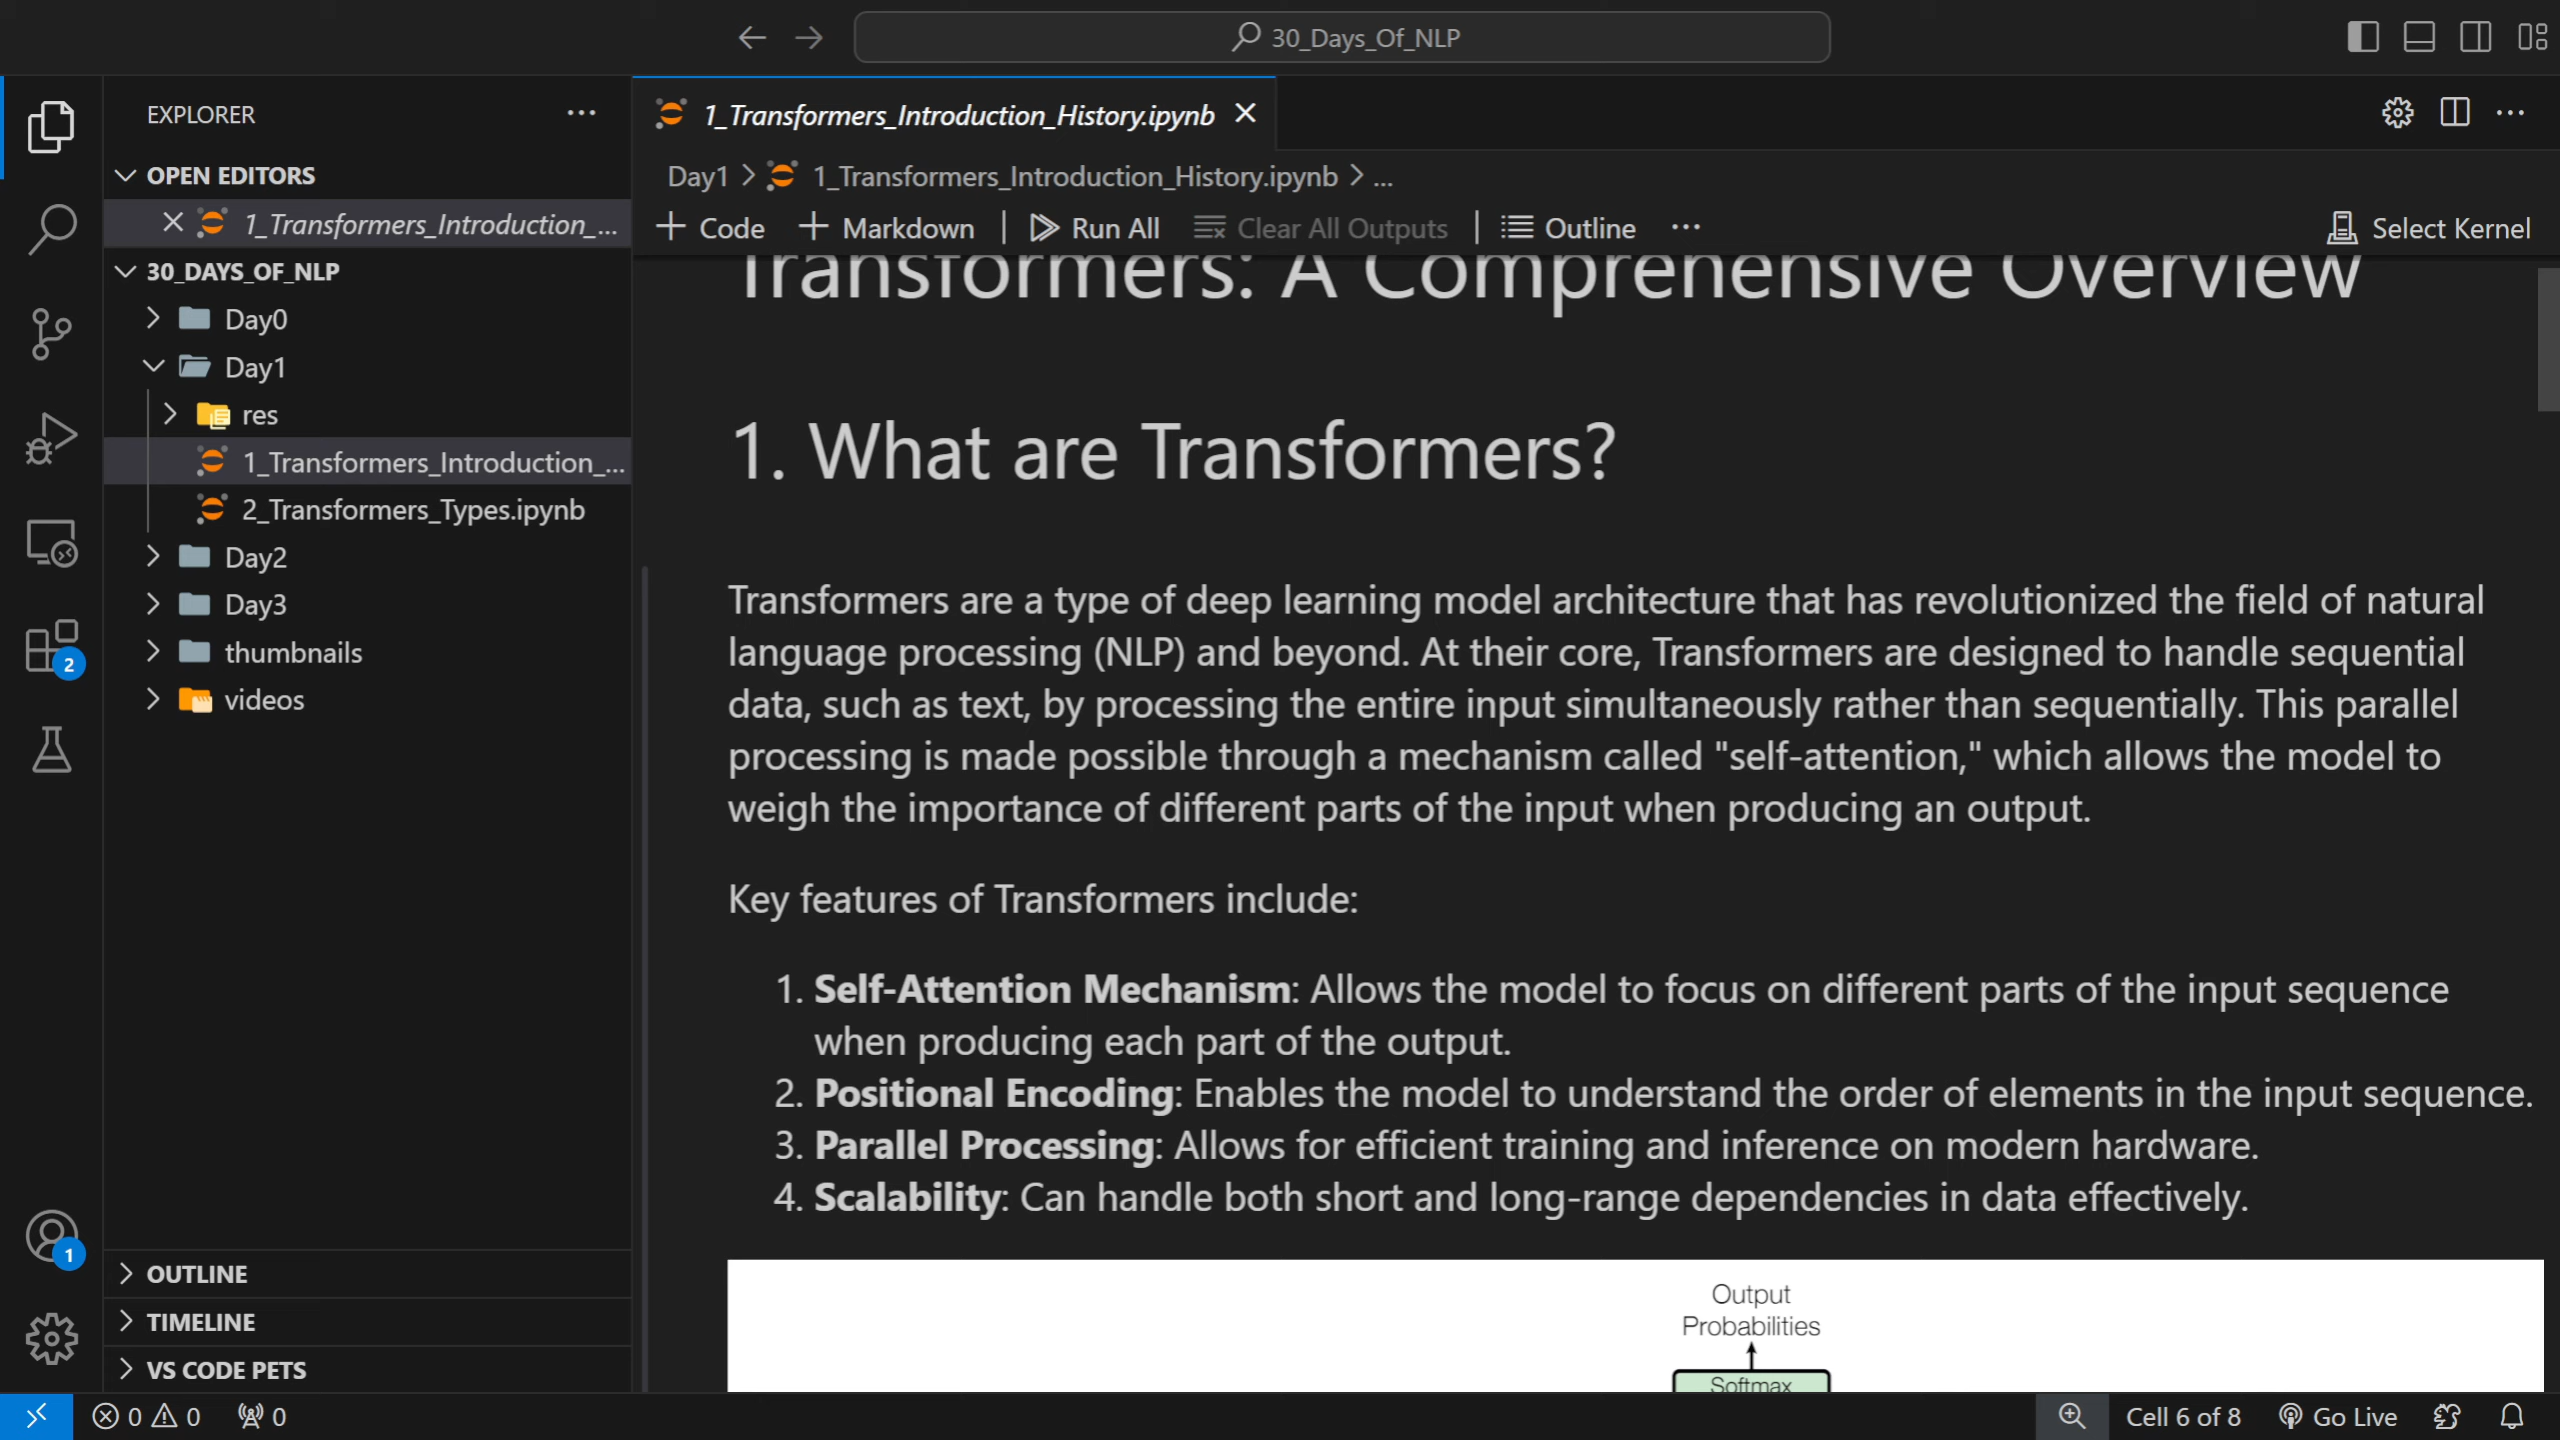 30_Days_Of_NLP
EXPLORER
OPEN EDITORS
1_Transformers_Introduction_...
30_DAYS_OF_NLP
Day0
Day1
res
1_Transformers_Introduction_...
2_Transformers_Types.ipynb
Day2
Day3
thumbnails
videos
OUTLINE
TIMELINE
VS CODE PETS
2
1
1_Transformers_Introduction_History.ipynb
Day1 > 1_Transformers_Introduction_History.ipynb > ...
+ Code + Markdown | Run All Clear All Outputs | Outline ... Select Kernel
Transformers: A Comprehensive Overview
1. What are Transformers?
Transformers are a type of deep learning model architecture that has revolutionized the field of natural
language processing (NLP) and beyond. At their core, Transformers are designed to handle sequential
data, such as text, by processing the entire input simultaneously rather than sequentially. This parallel
processing is made possible through a mechanism called "self-attention," which allows the model to
weigh the importance of different parts of the input when producing an output.
Key features of Transformers include:
1. Self-Attention Mechanism: Allows the model to focus on different parts of the input sequence
when producing each part of the output.
2. Positional Encoding: Enables the model to understand the order of elements in the input sequence.
3. Parallel Processing: Allows for efficient training and inference on modern hardware.
4. Scalability: Can handle both short and long-range dependencies in data effectively.
Output
Probabilities
Softmax
0 0 0
Cell 6 of 8 Go Live